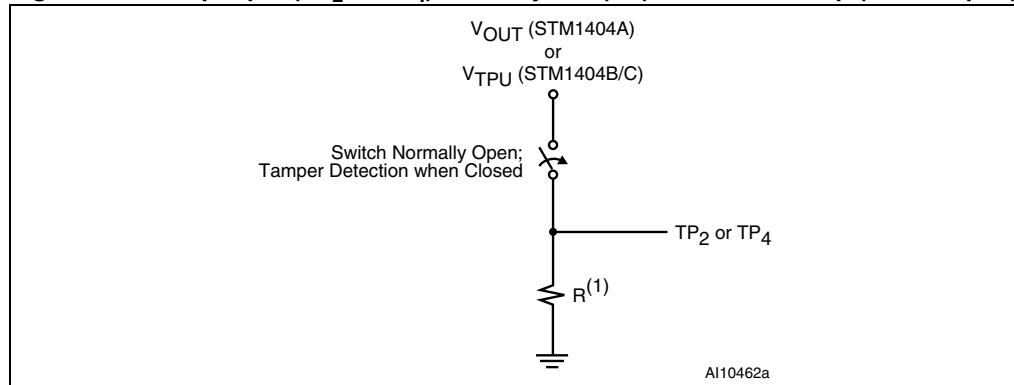 VOUT (STM1404A)
or
VTPU (STM1404B/C)
Switch Normally Open;
Tamper Detection when Closed
TP2 or TP4
R(1)
AI10462a